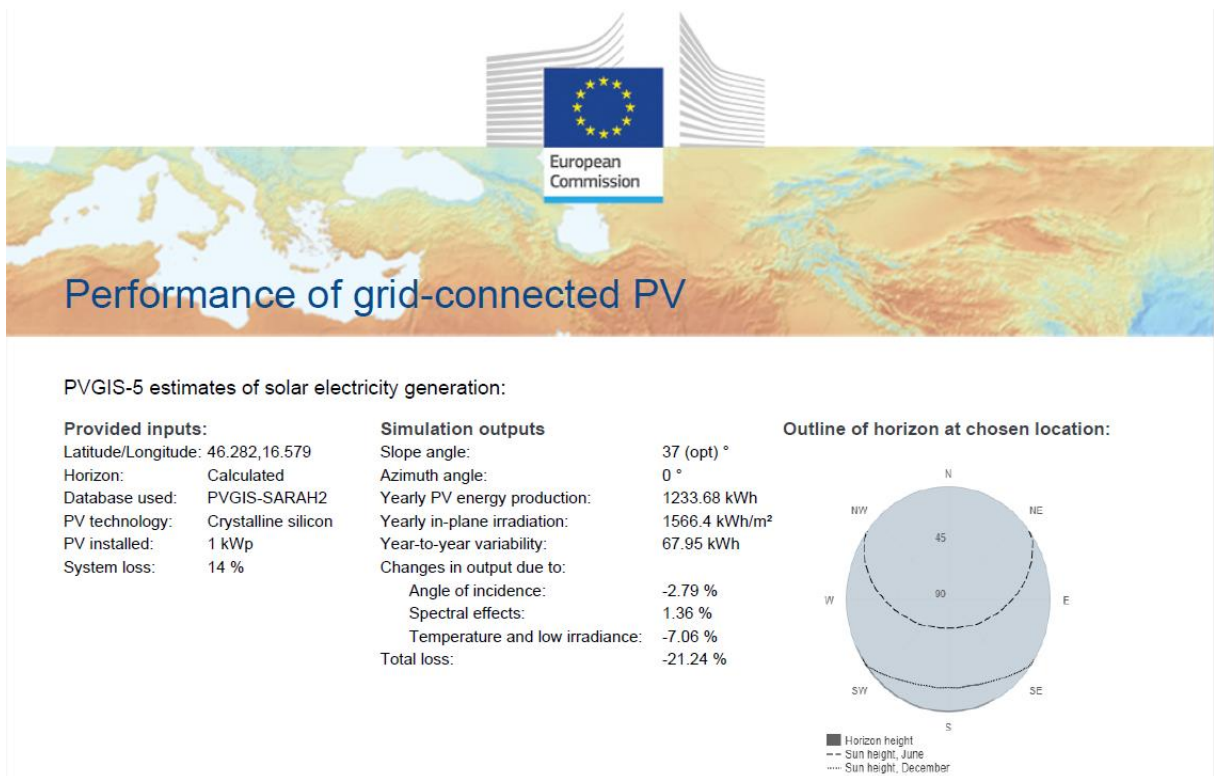 European
Commission
Performance of grid-connected PV
PVGIS-5 estimates of solar electricity generation:
Provided inputs:
Latitude/Longitude: 46.282,16.579
Horizon: Calculated
Database used: PVGIS-SARAH2
PV technology: Crystalline silicon
PV installed: 1 kWp
System loss: 14 %
Simulation outputs
Slope angle: 37 (opt) °
Azimuth angle: 0 °
Yearly PV energy production: 1233.68 kWh
Yearly in-plane irradiation: 1566.4 kWh/m²
Year-to-year variability: 67.95 kWh
Changes in output due to:
Angle of incidence: -2.79 %
Spectral effects: 1.36 %
Temperature and low irradiance: -7.06 %
Total loss: -21.24 %
Outline of horizon at chosen location:
N
NW NE
45
W 90 E
SW SE
S
Horizon height
Sun height, June
Sun height, December